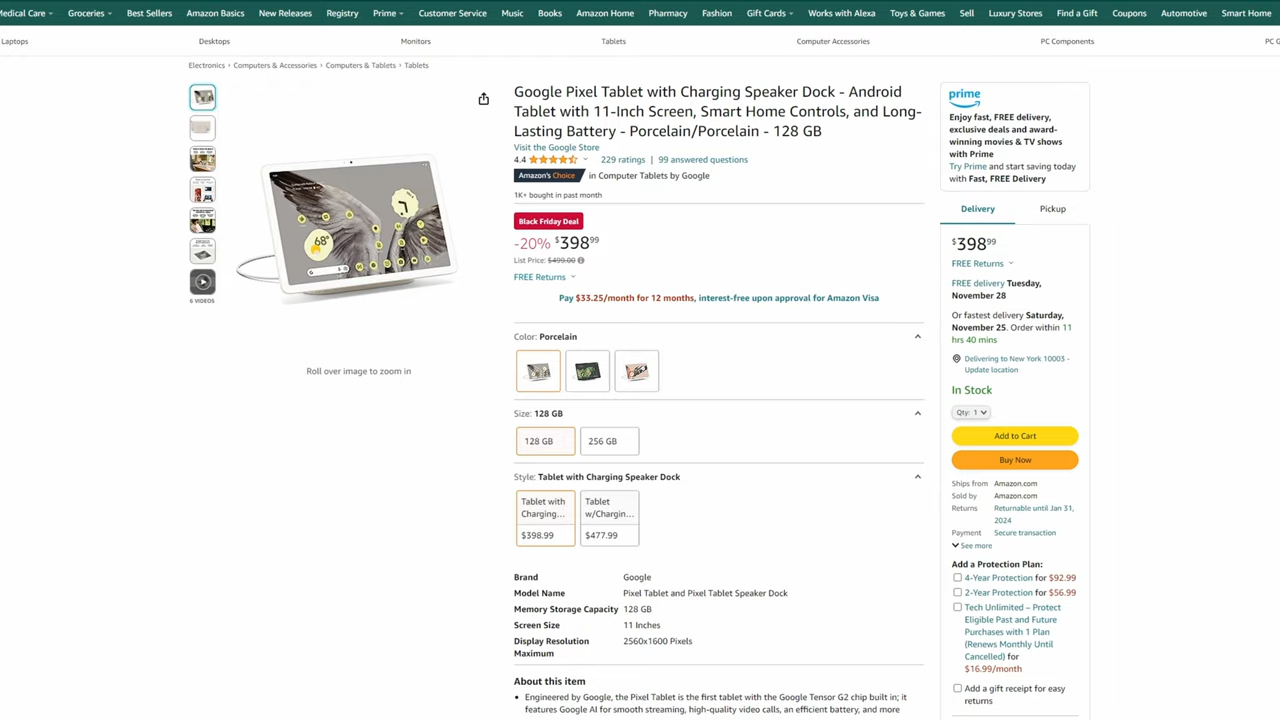 Medical Care
Groceries
Best Sellers
Amazon Basics
New Releases
Registry
Prime
Customer Service
Music
Books
Amazon Home
Pharmacy
Fashion
Gift Cards
Works with Alexa
Toys & Games
Sell
Luxury Stores
Find a Gift
Coupons
Automotive
Smart Home
Laptops
Desktops
Monitors
Tablets
Computer Accessories
PC Components
PC G
Electronics › Computers & Accessories › Computers & Tablets › Tablets
6 VIDEOS
68°
Roll over image to zoom in
Google Pixel Tablet with Charging Speaker Dock - Android
Tablet with 11-Inch Screen, Smart Home Controls, and Long-
Lasting Battery - Porcelain/Porcelain - 128 GB
Visit the Google Store
4.4
229 ratings | 99 answered questions
Amazon's Choice in Computer Tablets by Google
1K+ bought in past month
Black Friday Deal
-20% $398 99
List Price: $499.00
FREE Returns
Pay $33.25/month for 12 months, interest-free upon approval for Amazon Visa
Color: Porcelain
Size: 128 GB
128 GB
256 GB
Style: Tablet with Charging Speaker Dock
Tablet with
Charging...
$398.99
Tablet
w/Chargin...
$477.99
Brand Google
Model Name Pixel Tablet and Pixel Tablet Speaker Dock
Memory Storage Capacity 128 GB
Screen Size 11 Inches
Display Resolution 2560x1600 Pixels
Maximum
About this item
• Engineered by Google, the Pixel Tablet is the first tablet with the Google Tensor G2 chip built in; it
features Google AI for smooth streaming, high-quality video calls, an efficient battery, and more
prime
Enjoy fast, FREE delivery,
exclusive deals and award-
winning movies & TV shows
with Prime
Try Prime and start saving today
with Fast, FREE Delivery
Delivery
Pickup
$398 99
FREE Returns
FREE delivery Tuesday,
November 28
Or fastest delivery Saturday,
November 25. Order within 11
hrs 40 mins
Delivering to New York 10003 -
Update location
In Stock
Qty: 1
Add to Cart
Buy Now
Ships from Amazon.com
Sold by Amazon.com
Returns Returnable until Jan 31,
2024
Payment Secure transaction
See more
Add a Protection Plan:
4-Year Protection for $92.99
2-Year Protection for $56.99
Tech Unlimited – Protect
Eligible Past and Future
Purchases with 1 Plan
(Renews Monthly Until
Cancelled) for
$16.99/month
Add a gift receipt for easy
returns